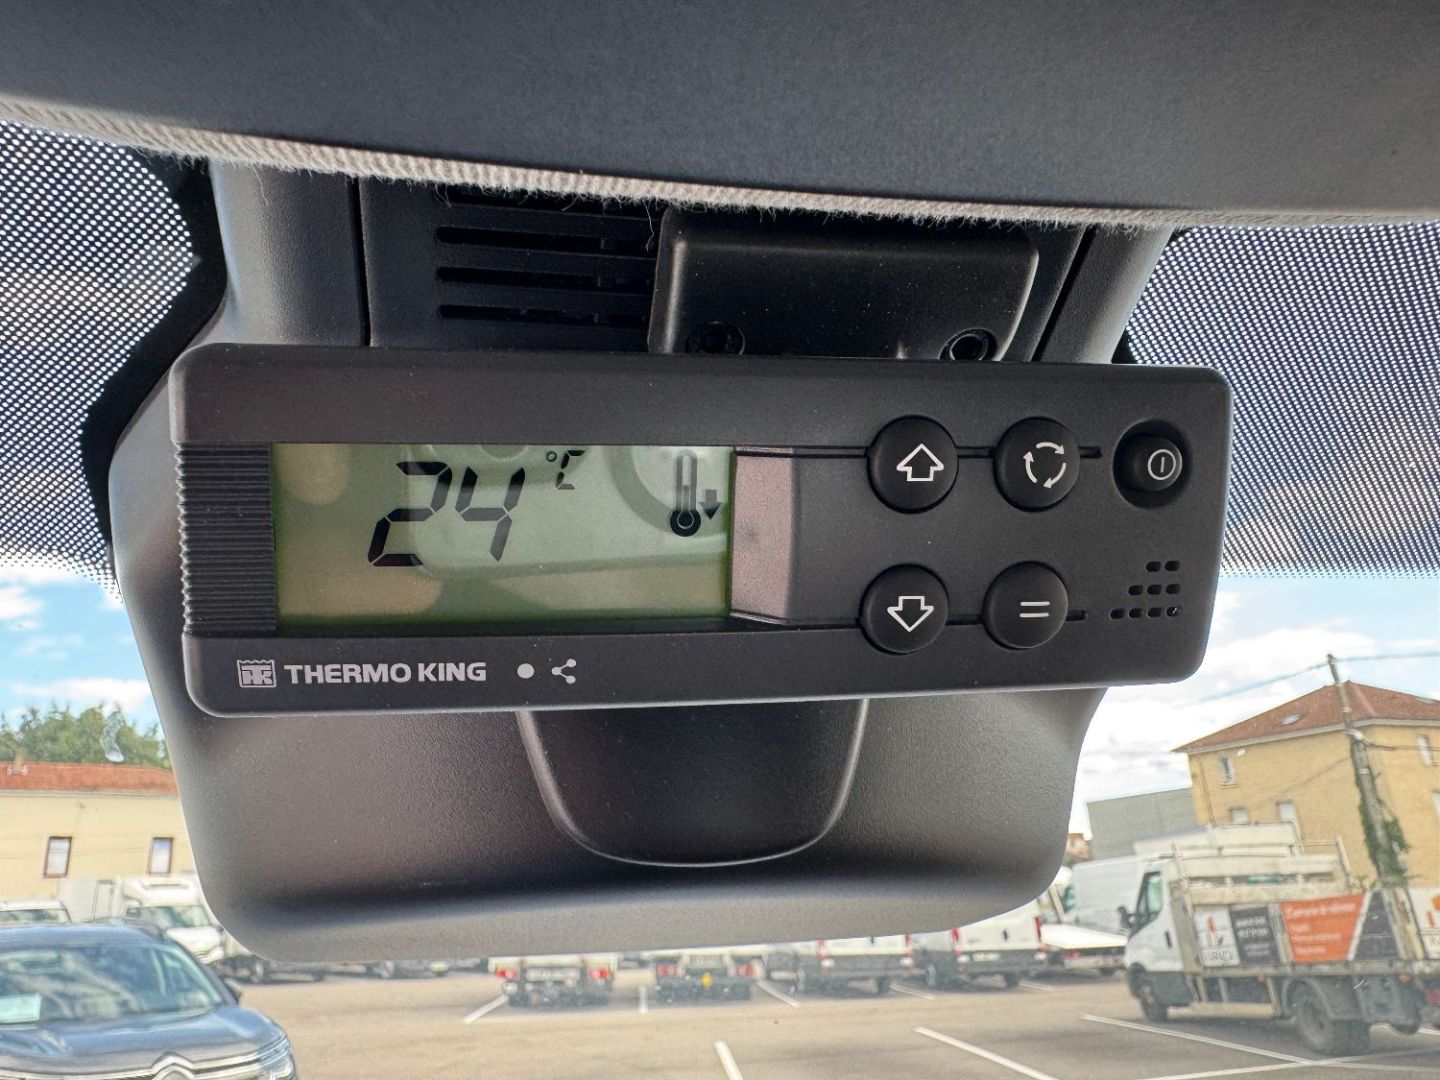 24 °C
THERMO KING